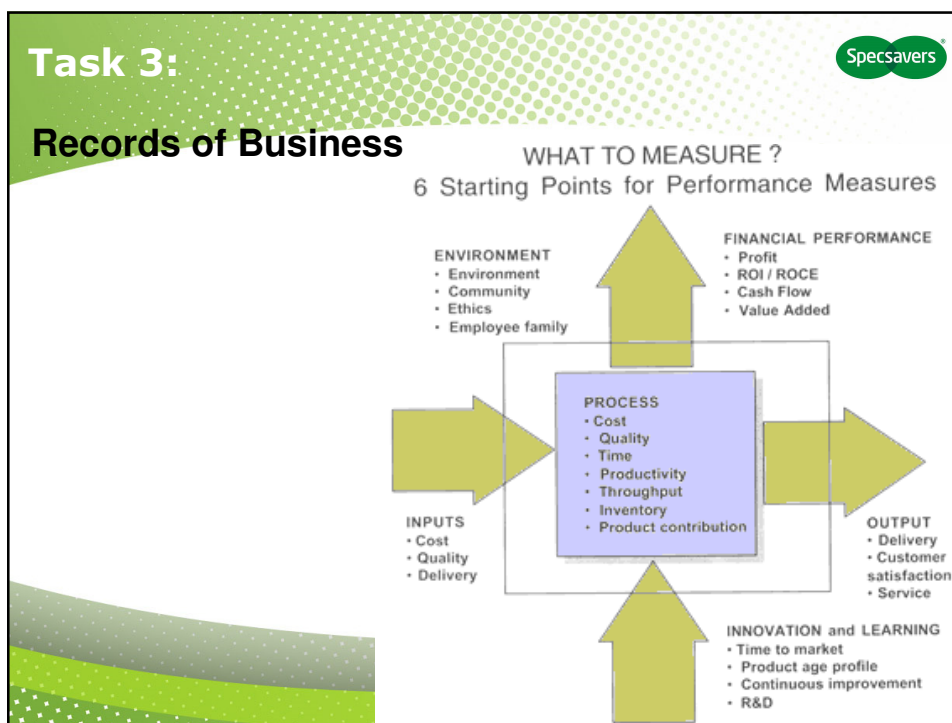 Task 3:
Specsavers
Records of Business
WHAT TO MEASURE ?
6 Starting Points for Performance Measures
ENVIRONMENT
• Environment
• Community
• Ethics
• Employee family
FINANCIAL PERFORMANCE
• Profit
• ROI / ROCE
• Cash Flow
• Value Added
PROCESS
• Cost
• Quality
• Time
• Productivity
• Throughput
• Inventory
• Product contribution
INPUTS
• Cost
• Quality
• Delivery
OUTPUT
• Delivery
• Customer
satisfaction
• Service
INNOVATION and LEARNING
• Time to market
• Product age profile
• Continuous improvement
• R&D